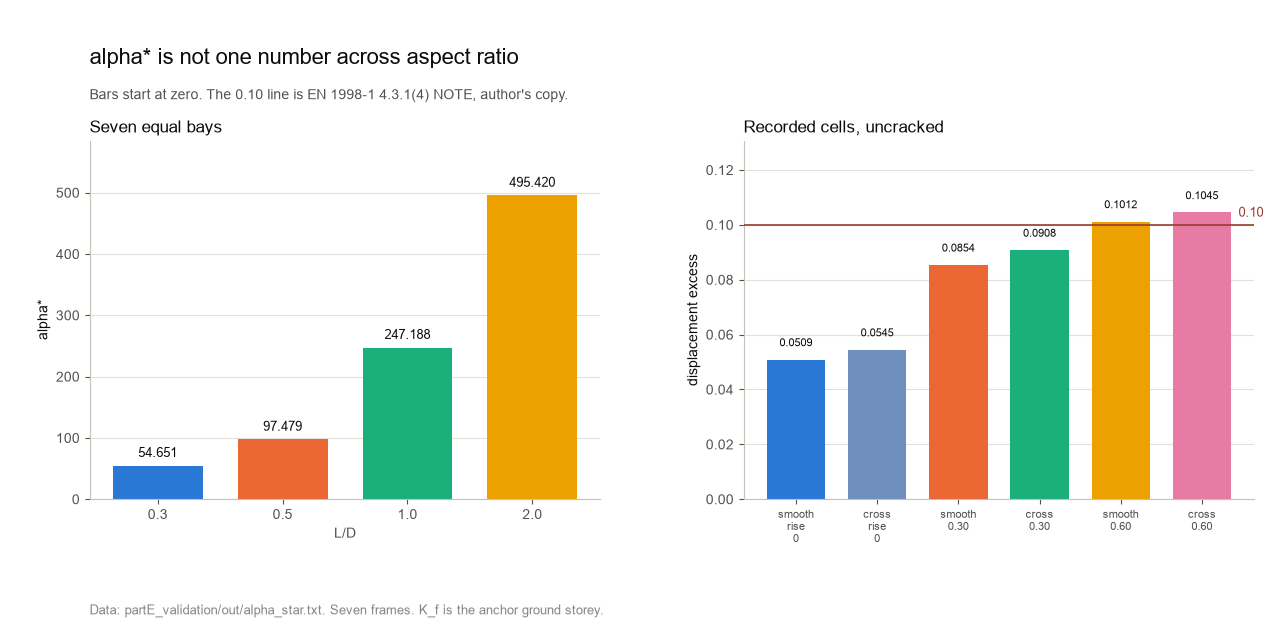 alpha* is not one number across aspect ratio
Bars start at zero. The 0.10 line is EN 1998-1 4.3.1(4) NOTE, author's copy.
Seven equal bays
alpha*
500
400
300
200
100
0
54.651
97.479
247.188
495.420
0.3
0.5
1.0
2.0
L/D
Recorded cells, uncracked
displacement excess
0.12
0.10
0.08
0.06
0.04
0.02
0.00
0.0509
0.0545
0.0854
0.0908
0.1012
0.1045
0.10
smooth
rise
0
cross
rise
0
smooth
0.30
cross
0.30
smooth
0.60
cross
0.60
Data: partE_validation/out/alpha_star.txt. Seven frames. K_f is the anchor ground storey.